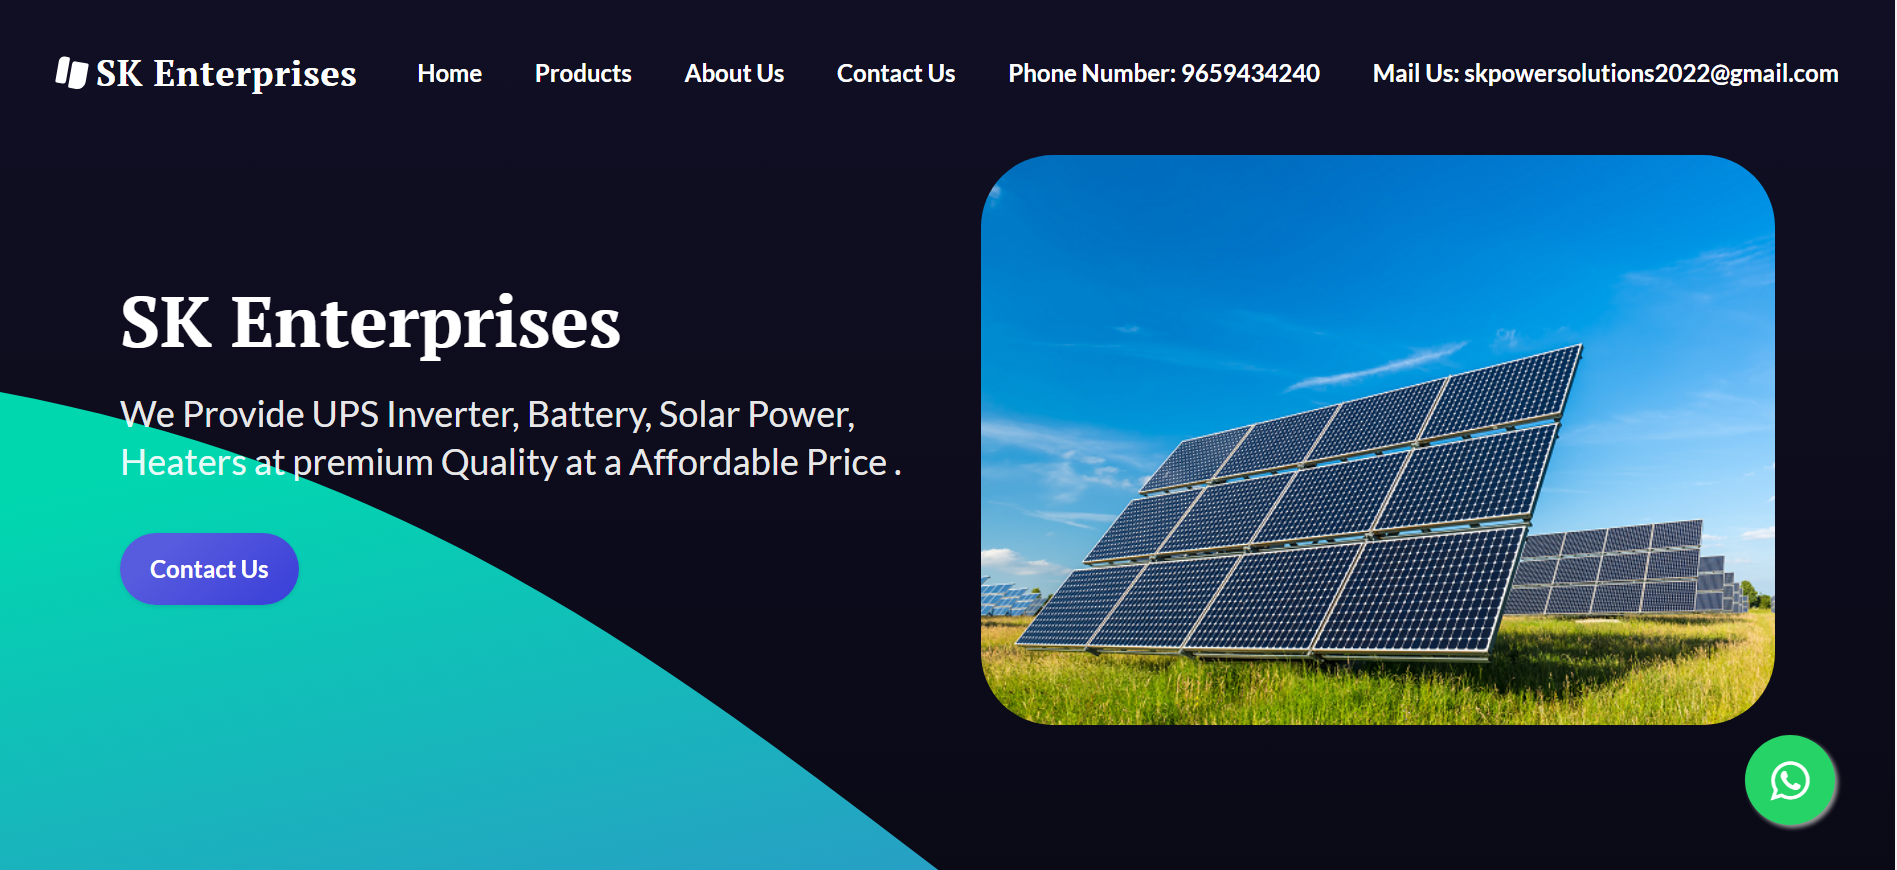 SK Enterprises
Home
Products
About Us
Contact Us
Phone Number: 9659434240
Mail Us: skpowersolutions2022@gmail.com
SK Enterprises
We Provide UPS Inverter, Battery, Solar Power,
Heaters at premium Quality at a Affordable Price .
Contact Us